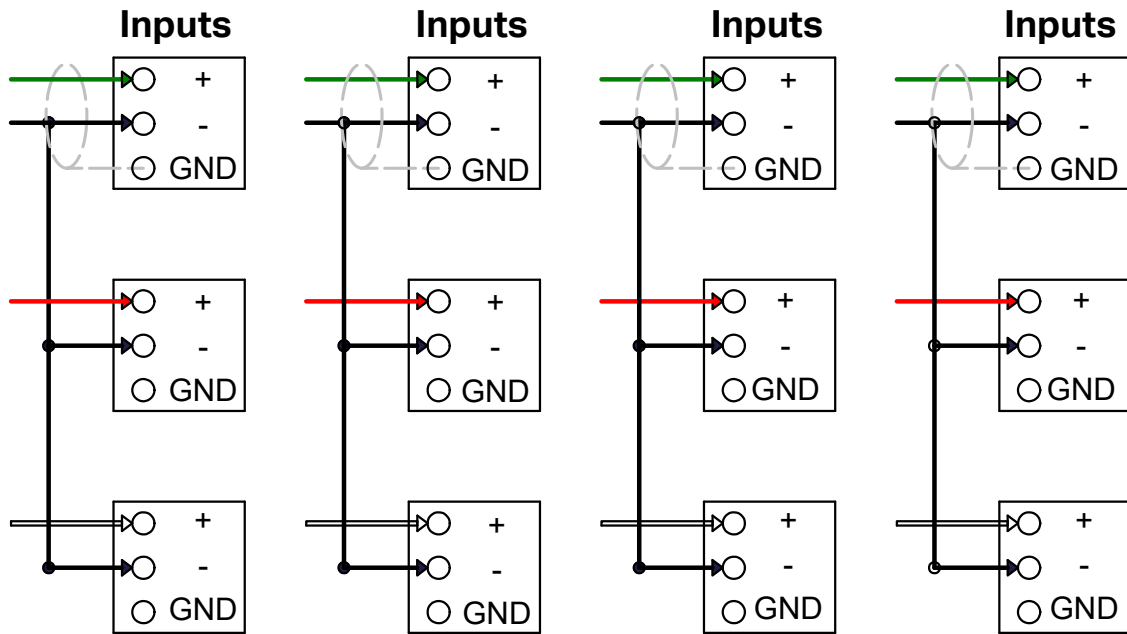 Inputs Inputs Inputs Inputs
+ + + +
- - - -
GND GND GND GND
+ + + +
- - - -
GND GND GND GND
+ + + +
- - - -
GND GND GND GND